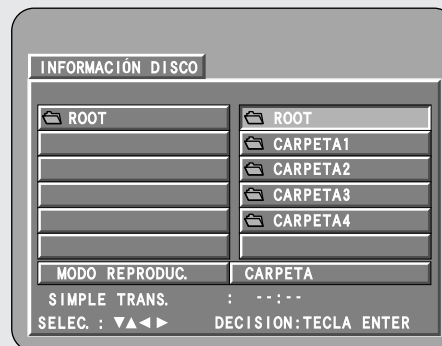 INFORMACIÓN DISCO
ROOT ROOT
CARPETA1
CARPETA2
CARPETA3
CARPETA4
MODO REPRODUC. CARPETA
SIMPLE TRANS. : --:--
SELEC. : ▼▲◀ ▶ DECISION:TECLA ENTER